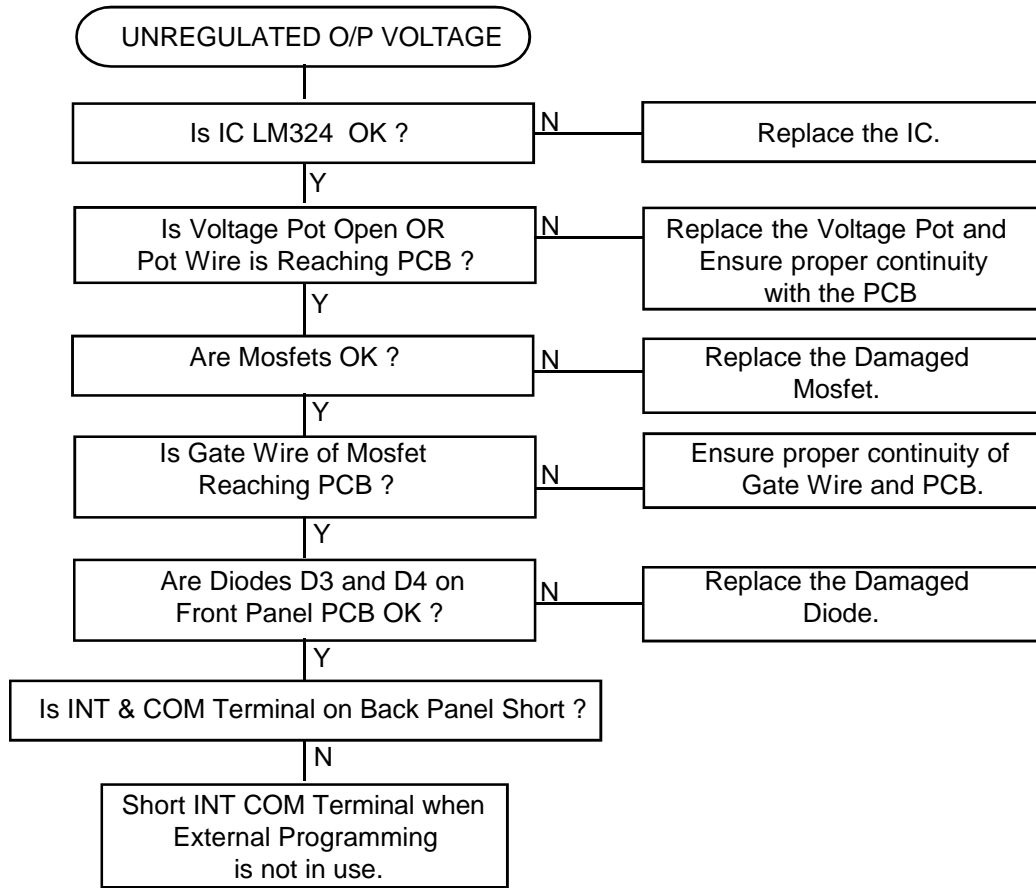 UNREGULATED O/P VOLTAGE
Is IC LM324 OK ?
N
Replace the IC.
Y
Is Voltage Pot Open OR
Pot Wire is Reaching PCB ?
N
Replace the Voltage Pot and
Ensure proper continuity
with the PCB
Y
Are Mosfets OK ?
N
Replace the Damaged
Mosfet.
Y
Is Gate Wire of Mosfet
Reaching PCB ?
N
Ensure proper continuity of
Gate Wire and PCB.
Y
Are Diodes D3 and D4 on
Front Panel PCB OK ?
N
Replace the Damaged
Diode.
Y
Is INT & COM Terminal on Back Panel Short ?
N
Short INT COM Terminal when
External Programming
is not in use.